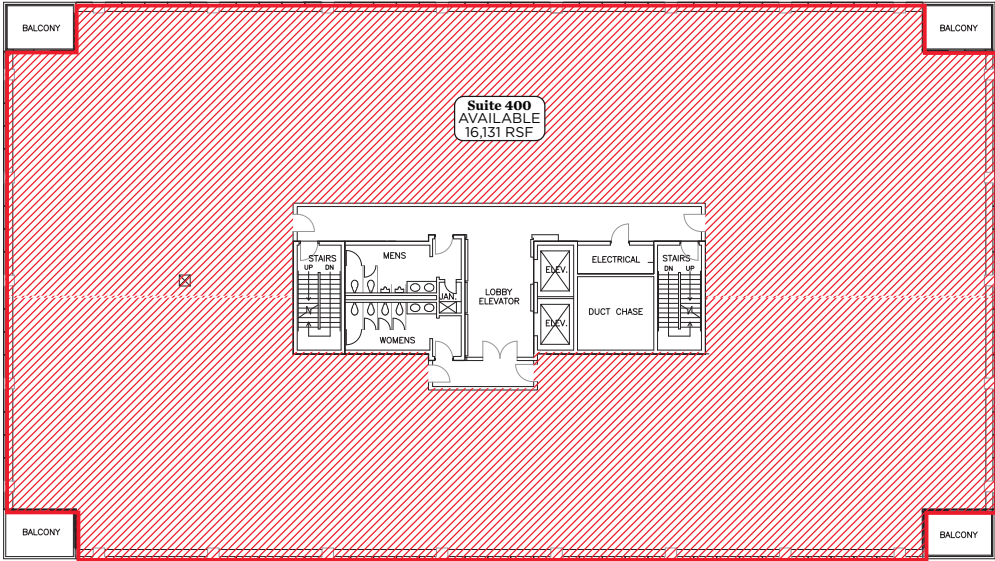 BALCONY
BALCONY
Suite 400
AVAILABLE
16,131 RSF
STAIRS
UP DN
MENS
JAN.
WOMENS
LOBBY
ELEVATOR
ELEV.
ELEV.
ELECTRICAL
DUCT CHASE
STAIRS
DN UP
BALCONY
BALCONY